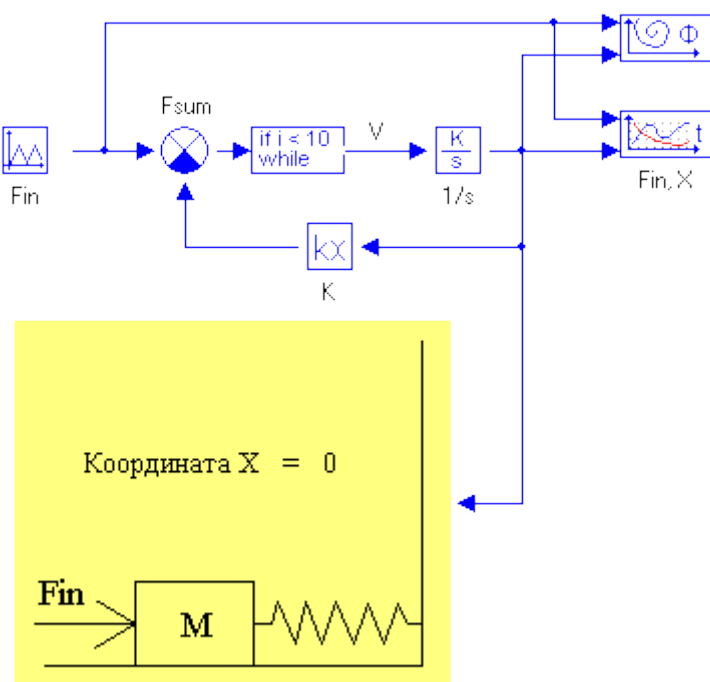 Φ
Fsum
if i < 10
while
V
K
s
t
Fin
1/s
Fin, X
kx
K
Координата X = 0
Fin
M